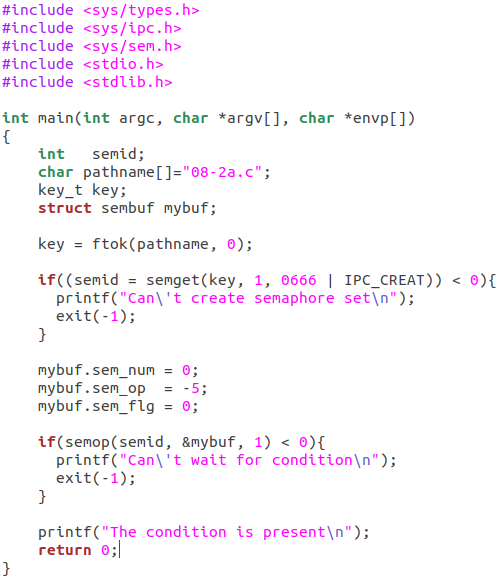 #include <sys/types.h>
#include <sys/ipc.h>
#include <sys/sem.h>
#include <stdio.h>
#include <stdlib.h>

int main(int argc, char *argv[], char *envp[])
{
    int   semid;
    char pathname[]="08-2a.c";
    key_t key;
    struct sembuf mybuf;

    key = ftok(pathname, 0);

    if((semid = semget(key, 1, 0666 | IPC_CREAT)) < 0){
      printf("Can\'t create semaphore set\n");
      exit(-1);
    }

    mybuf.sem_num = 0;
    mybuf.sem_op  = -5;
    mybuf.sem_flg = 0;

    if(semop(semid, &mybuf, 1) < 0){
      printf("Can\'t wait for condition\n");
      exit(-1);
    }

    printf("The condition is present\n");
    return 0;
}